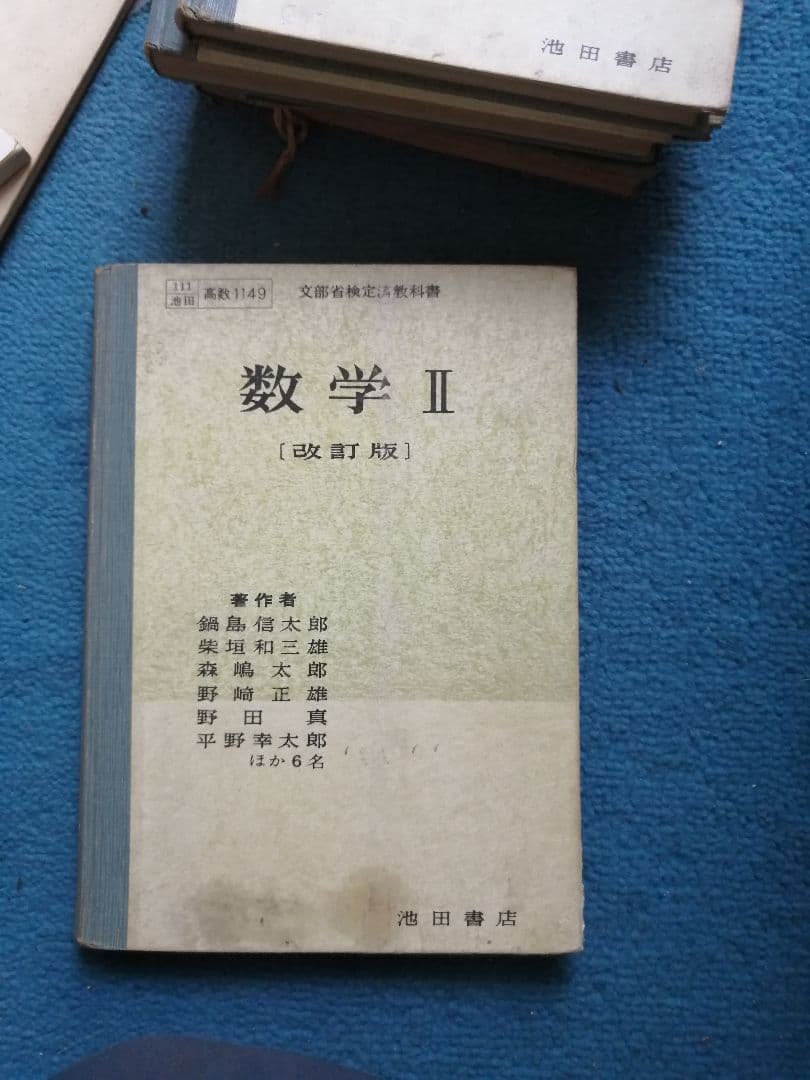 池田書店
111
池田
高数1149
文部省検定済教科書
数学Ⅱ
［改訂版］
著作者
鍋島信太郎
柴垣和三雄
森嶋太郎
野崎正雄
野田真
平野幸太郎
ほか6名
池田書店